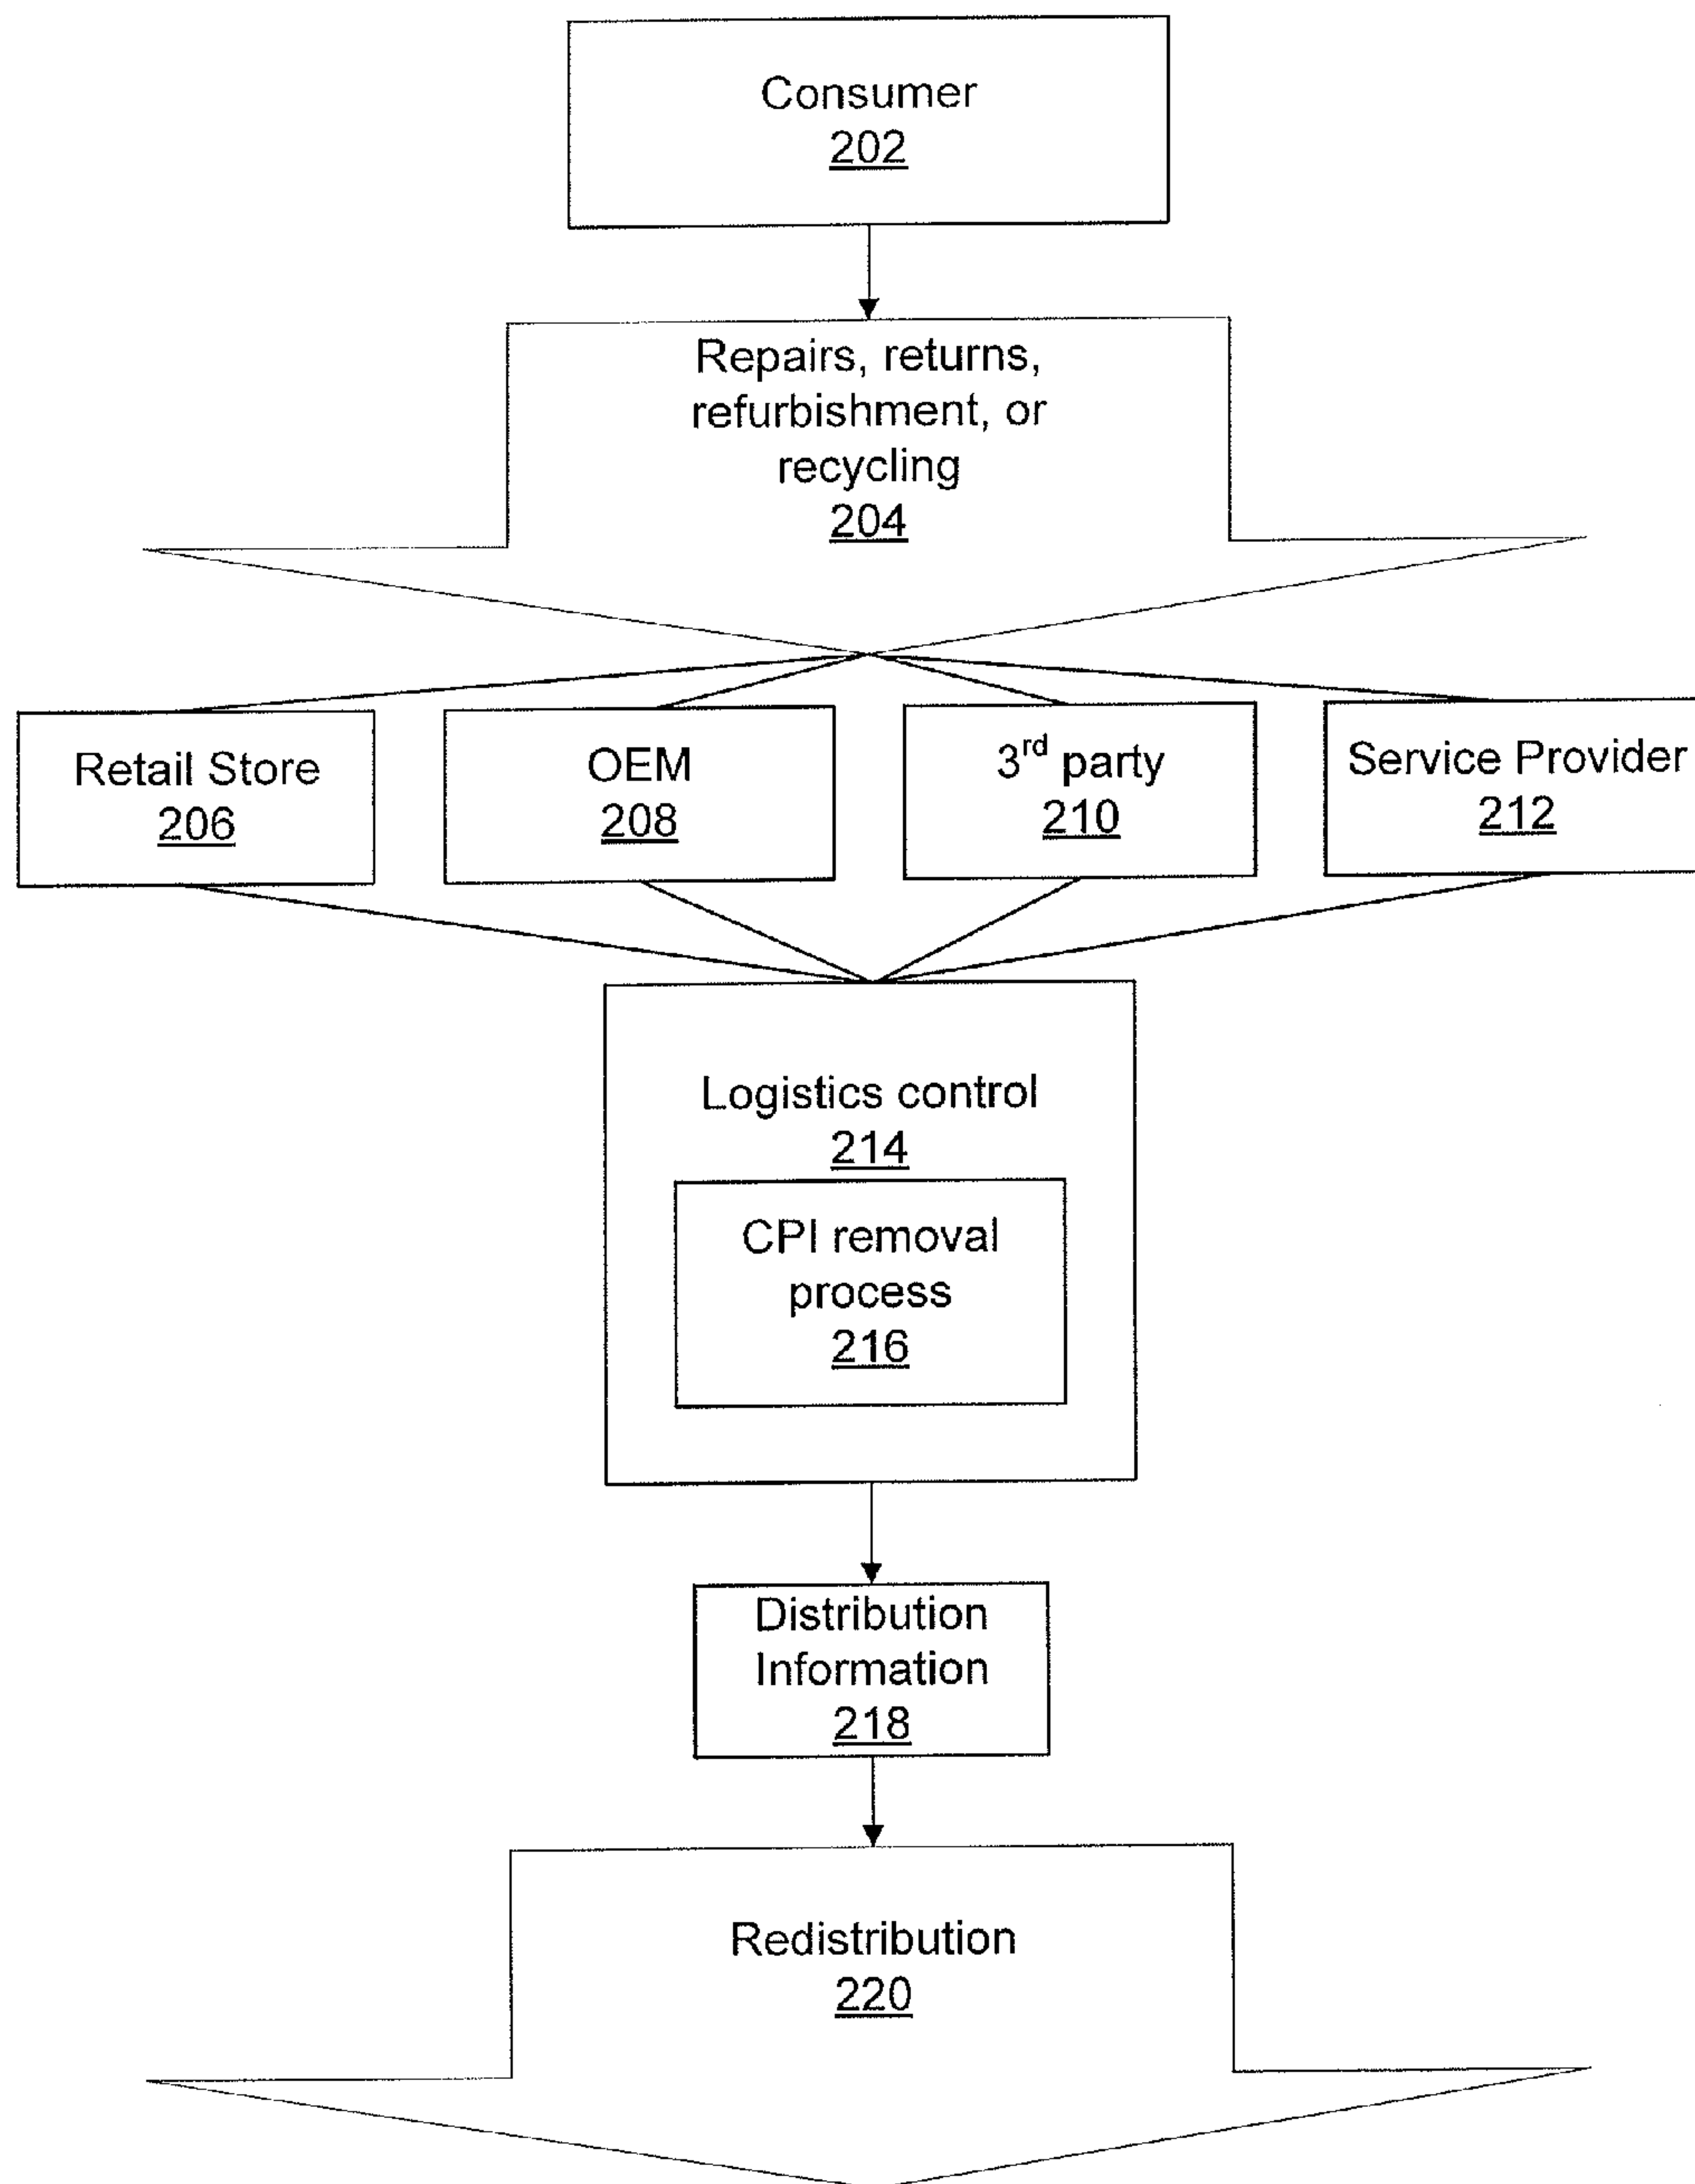 Consumer
202
Repairs, returns,
refurbishment, or
recycling
204
Retail Store
206
OEM
208
3rd party
210
Service Provider
212
Logistics control
214
CPI removal
process
216
Distribution
Information
218
Redistribution
220